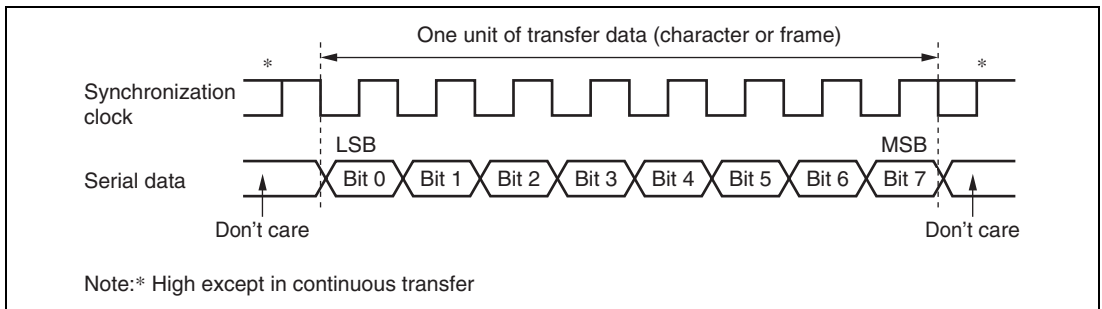 One unit of transfer data (character or frame)
* *
Synchronization
clock
LSB MSB
Serial data Bit 0 Bit 1 Bit 2 Bit 3 Bit 4 Bit 5 Bit 6 Bit 7
Don't care Don't care
Note:* High except in continuous transfer